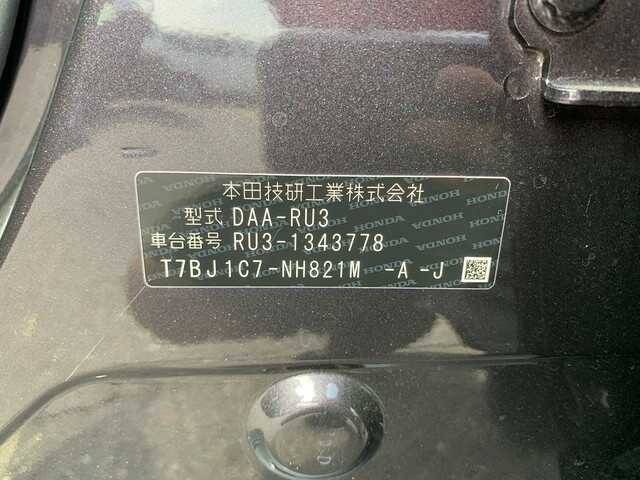 本田技研工業株式会社
型式 DAA-RU3
車台番号 RU3-1343778
T7BJ1C7-NH821M -A -J